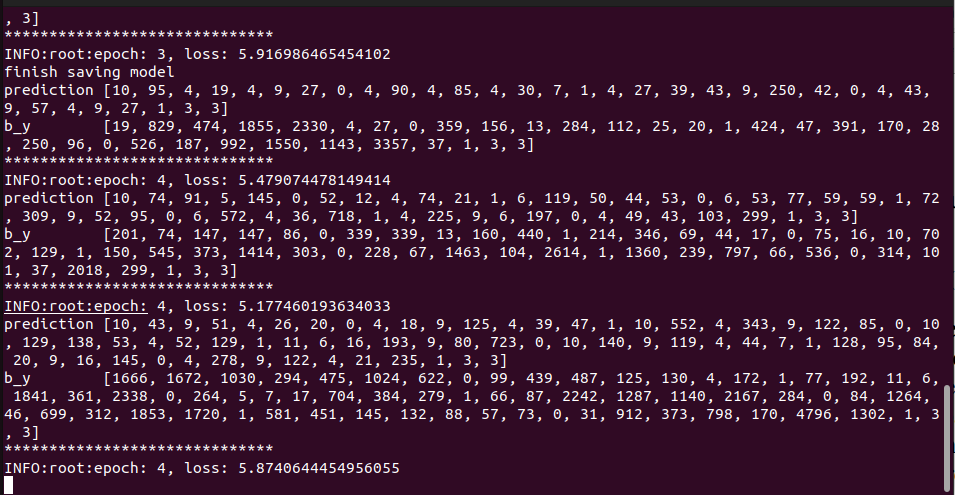 , 3]
******************************
INFO:root:epoch: 3, loss: 5.916986465454102
finish saving model
prediction [10, 95, 4, 19, 4, 9, 27, 0, 4, 90, 4, 85, 4, 30, 7, 1, 4, 27, 39, 43, 9, 250, 42, 0, 4, 43,
9, 57, 4, 9, 27, 1, 3, 3]
b_y        [19, 829, 474, 1855, 2330, 4, 27, 0, 359, 156, 13, 284, 112, 25, 20, 1, 424, 47, 391, 170, 28
, 250, 96, 0, 526, 187, 992, 1550, 1143, 3357, 37, 1, 3, 3]
******************************
INFO:root:epoch: 4, loss: 5.479074478149414
prediction [10, 74, 91, 5, 145, 0, 52, 12, 4, 74, 21, 1, 6, 119, 50, 44, 53, 0, 6, 53, 77, 59, 59, 1, 72
, 309, 9, 52, 95, 0, 6, 572, 4, 36, 718, 1, 4, 225, 9, 6, 197, 0, 4, 49, 43, 103, 299, 1, 3, 3]
b_y        [201, 74, 147, 147, 86, 0, 339, 339, 13, 160, 440, 1, 214, 346, 69, 44, 17, 0, 75, 16, 10, 70
2, 129, 1, 150, 545, 373, 1414, 303, 0, 228, 67, 1463, 104, 2614, 1, 1360, 239, 797, 66, 536, 0, 314, 10
1, 37, 2018, 299, 1, 3, 3]
******************************
INFO:root:epoch: 4, loss: 5.177460193634033
prediction [10, 43, 9, 51, 4, 26, 20, 0, 4, 18, 9, 125, 4, 39, 47, 1, 10, 552, 4, 343, 9, 122, 85, 0, 10
, 129, 138, 53, 4, 52, 129, 1, 11, 6, 16, 193, 9, 80, 723, 0, 10, 140, 9, 119, 4, 44, 7, 1, 128, 95, 84,
 20, 9, 16, 145, 0, 4, 278, 9, 122, 4, 21, 235, 1, 3, 3]
b_y        [1666, 1672, 1030, 294, 475, 1024, 622, 0, 99, 439, 487, 125, 130, 4, 172, 1, 77, 192, 11, 6,
 1841, 361, 2338, 0, 264, 5, 7, 17, 704, 384, 279, 1, 66, 87, 2242, 1287, 1140, 2167, 284, 0, 84, 1264,
46, 699, 312, 1853, 1720, 1, 581, 451, 145, 132, 88, 57, 73, 0, 31, 912, 373, 798, 170, 4796, 1302, 1, 3
, 3]
******************************
INFO:root:epoch: 4, loss: 5.8740644454956055